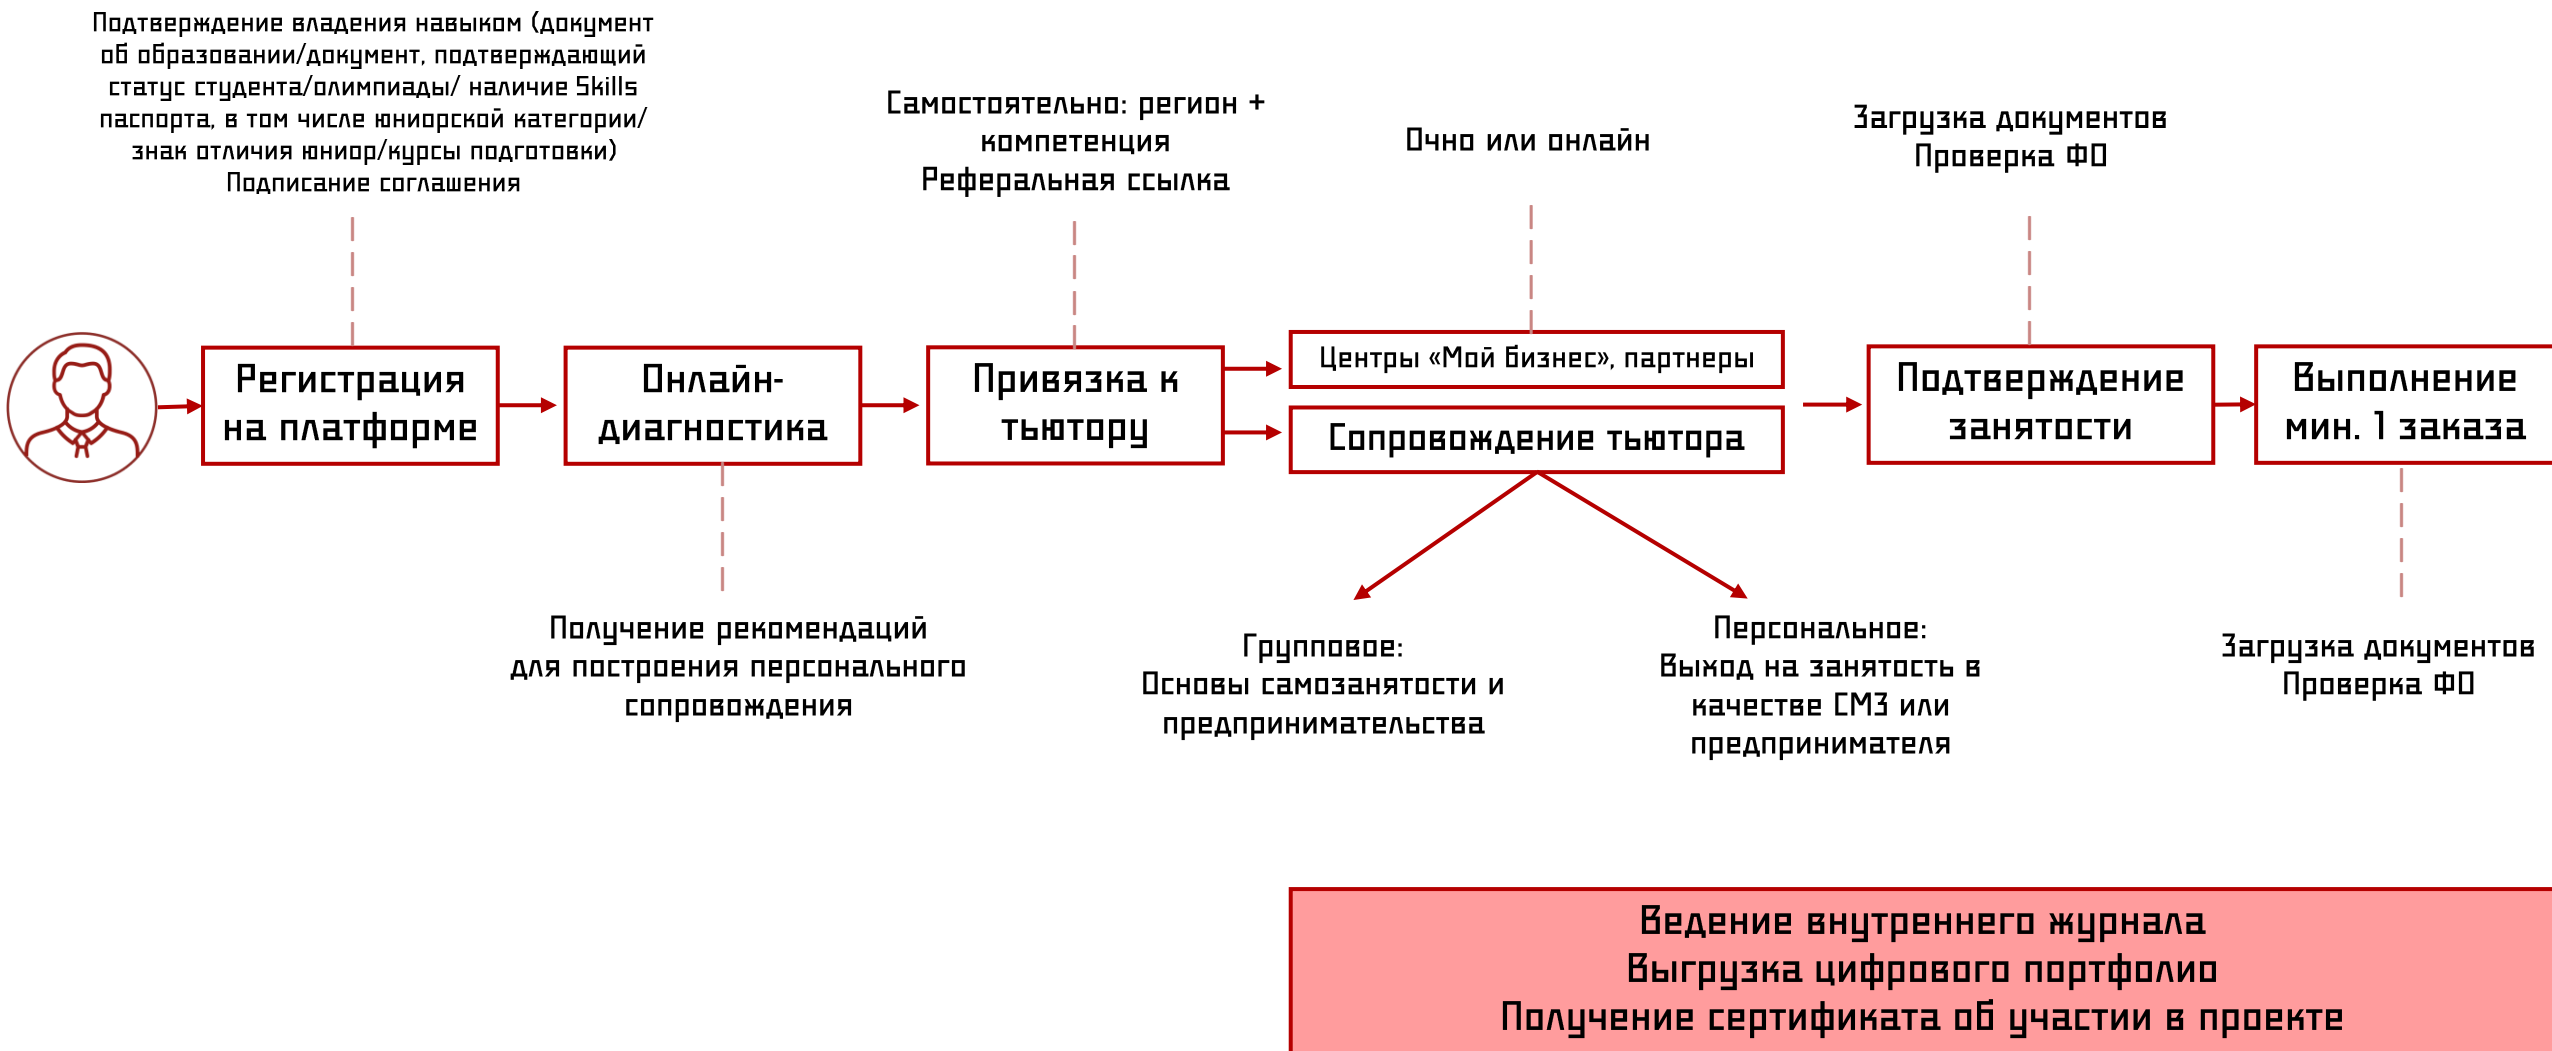 Подтверждение владения навыком (документ
об образовании/документ, подтверждающий
статус студента/олимпиады/ наличие Skills
паспорта, в том числе юниорской категории/
знак отличия юниор/курсы подготовки)
Подписание соглашения
Самостоятельно: регион +
компетенция
Реферальная ссылка
Очно или онлайн
Загрузка документов
Проверка ФО
Регистрация
на платформе
Онлайн-
диагностика
Привязка к
тьютору
Центры «Мой бизнес», партнеры
Сопровождение тьютора
Подтверждение
занятости
Выполнение
мин. 1 заказа
Получение рекомендаций
для построения персонального
сопровождения
Групповое:
Основы самозанятости и
предпринимательства
Персональное:
Выход на занятость в
качестве СМЗ или
предпринимателя
Загрузка документов
Проверка ФО
Ведение внутреннего журнала
Выгрузка цифрового портфолио
Получение сертификата об участии в проекте